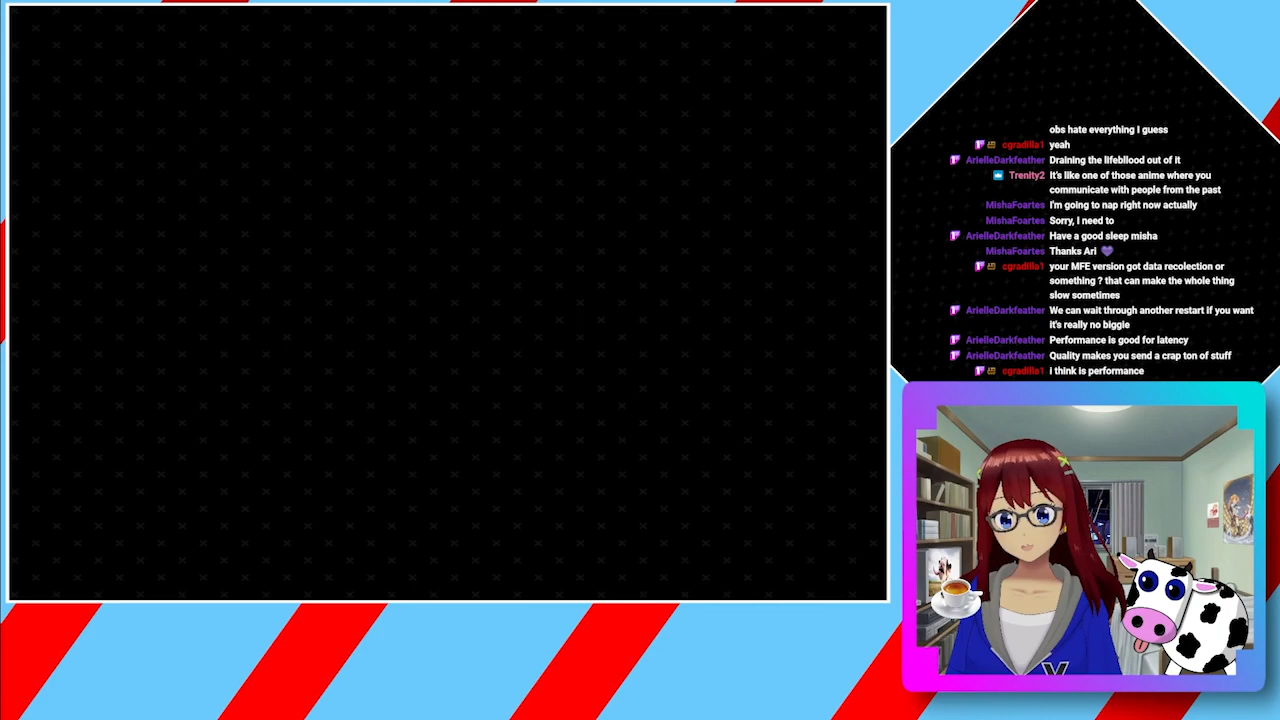 obs hate everything I guess
cgradilla1 yeah
ArielleDarkfeather Draining the lifebllood out of it
Trenity2 It's like one of those anime where you
communicate with people from the past
MishaFoartes I'm going to nap right now actually
MishaFoartes Sorry, I need to
ArielleDarkfeather Have a good sleep misha
MishaFoartes Thanks Ari 💜
cgradilla1 your MFE version got data recolection or
something ? that can make the whole thing
slow sometimes
ArielleDarkfeather We can wait through another restart if you want
it's really no biggie
ArielleDarkfeather Performance is good for latency
ArielleDarkfeather Quality makes you send a crap ton of stuff
cgradilla1 i think is performance